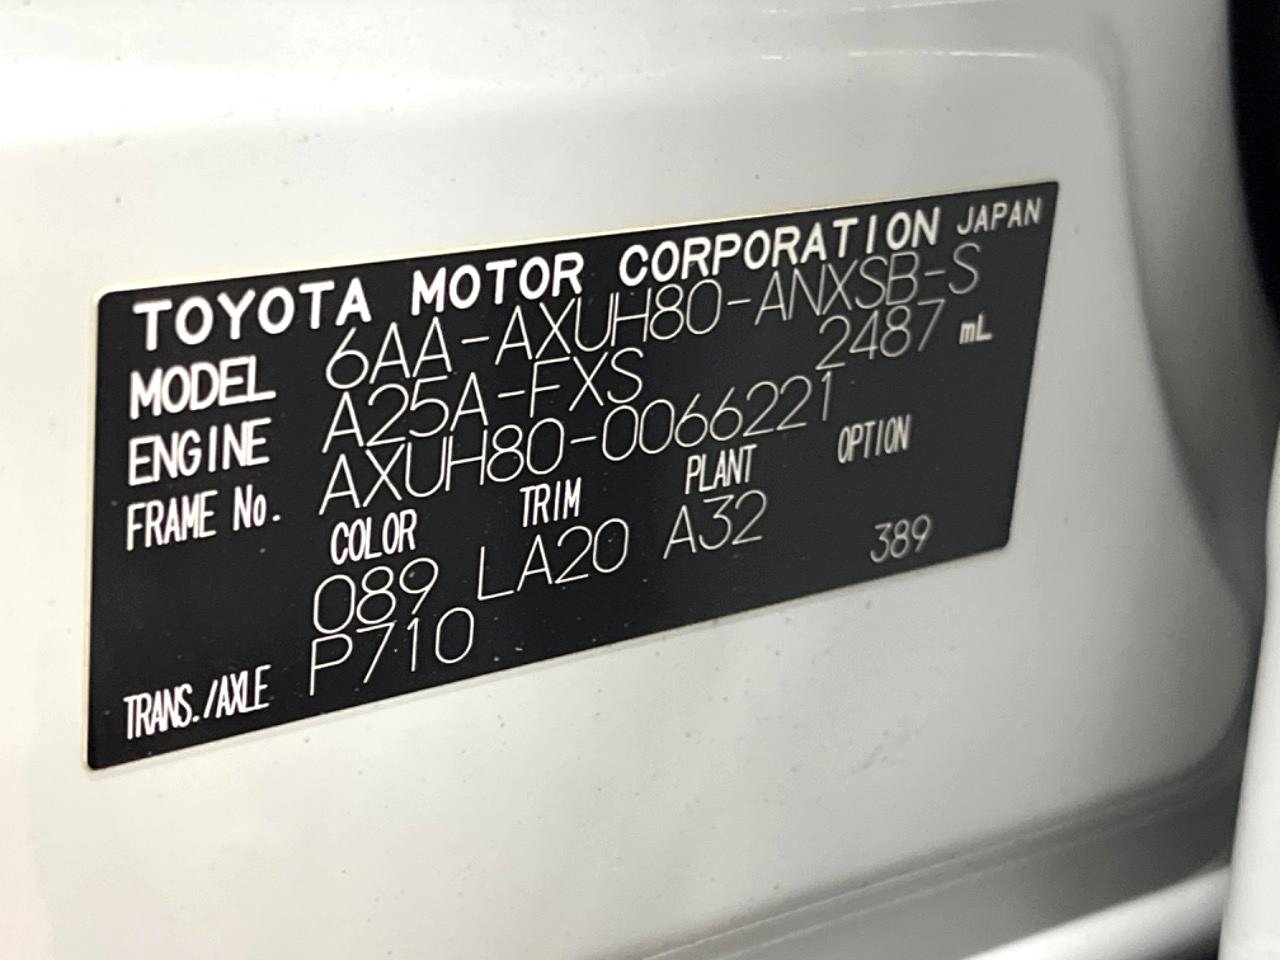 TOYOTA MOTOR CORPORATION JAPAN
MODEL 6AA-AXUH80-ANXSB-S
ENGINE A25A-FXS 2487 mL
FRAME No. AXUH80-0066221
COLOR TRIM PLANT OPTION
089 LA20 A32 389
TRANS./AXLE P710